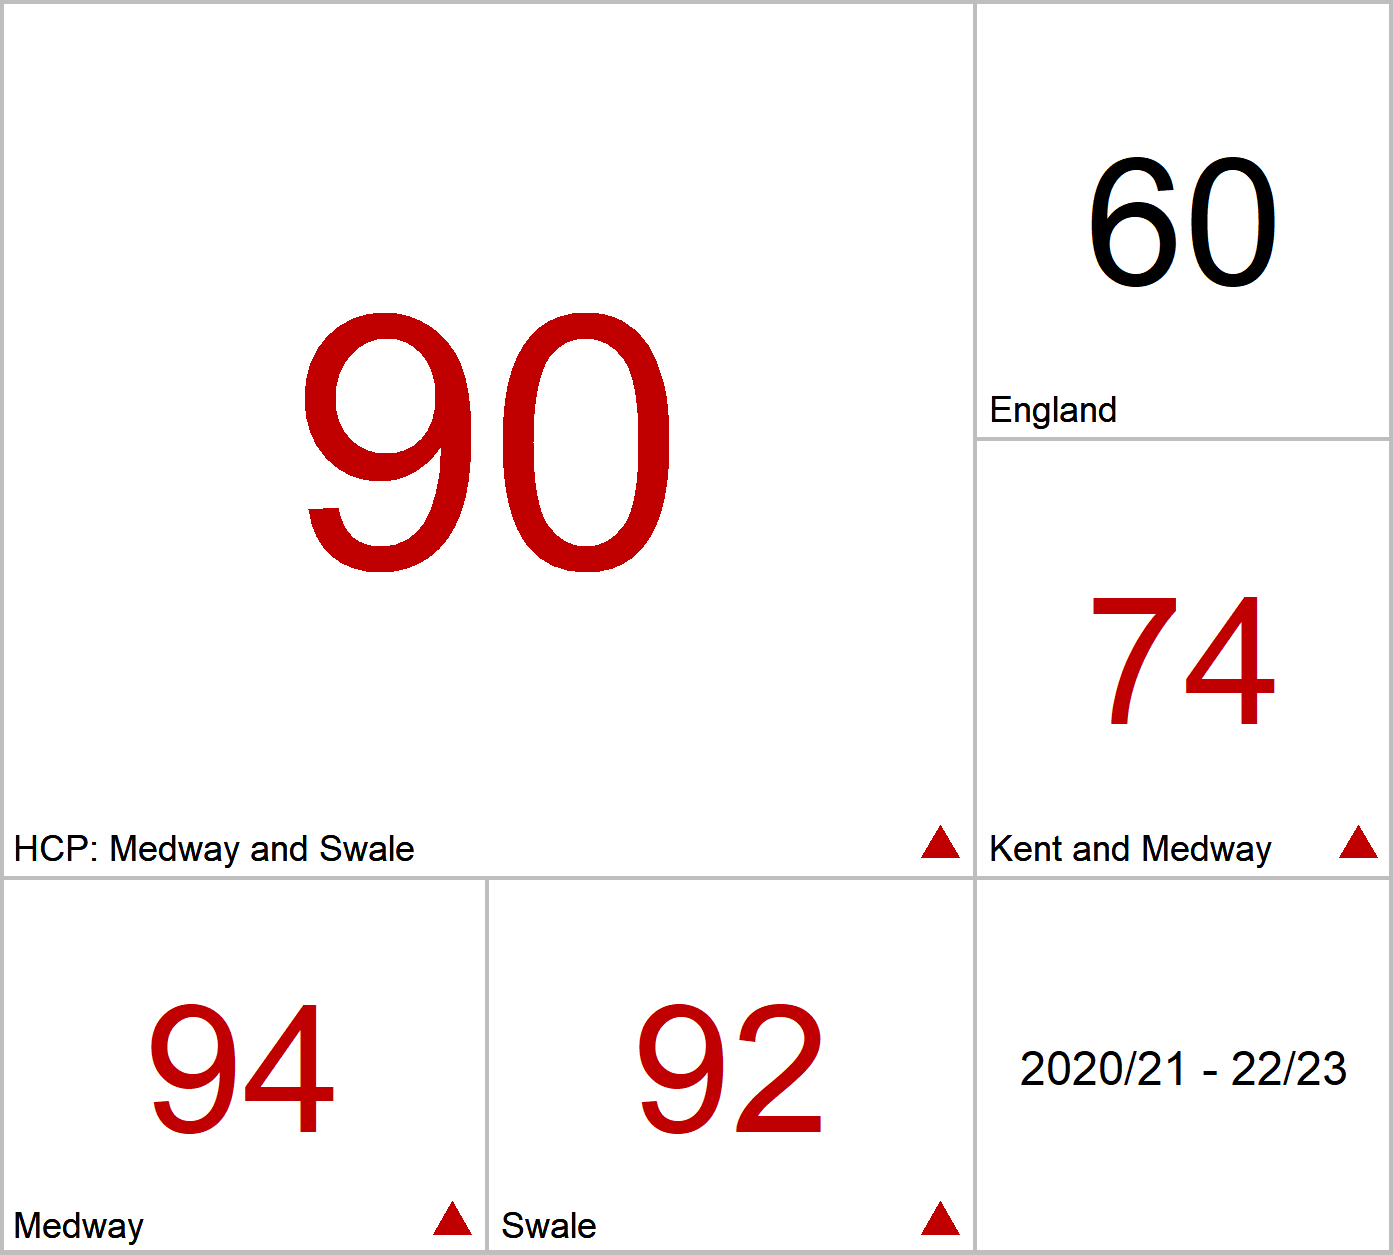 90
HCP: Medway and Swale
60
England
74
Kent and Medway
94
Medway
92
Swale
2020/21 - 22/23